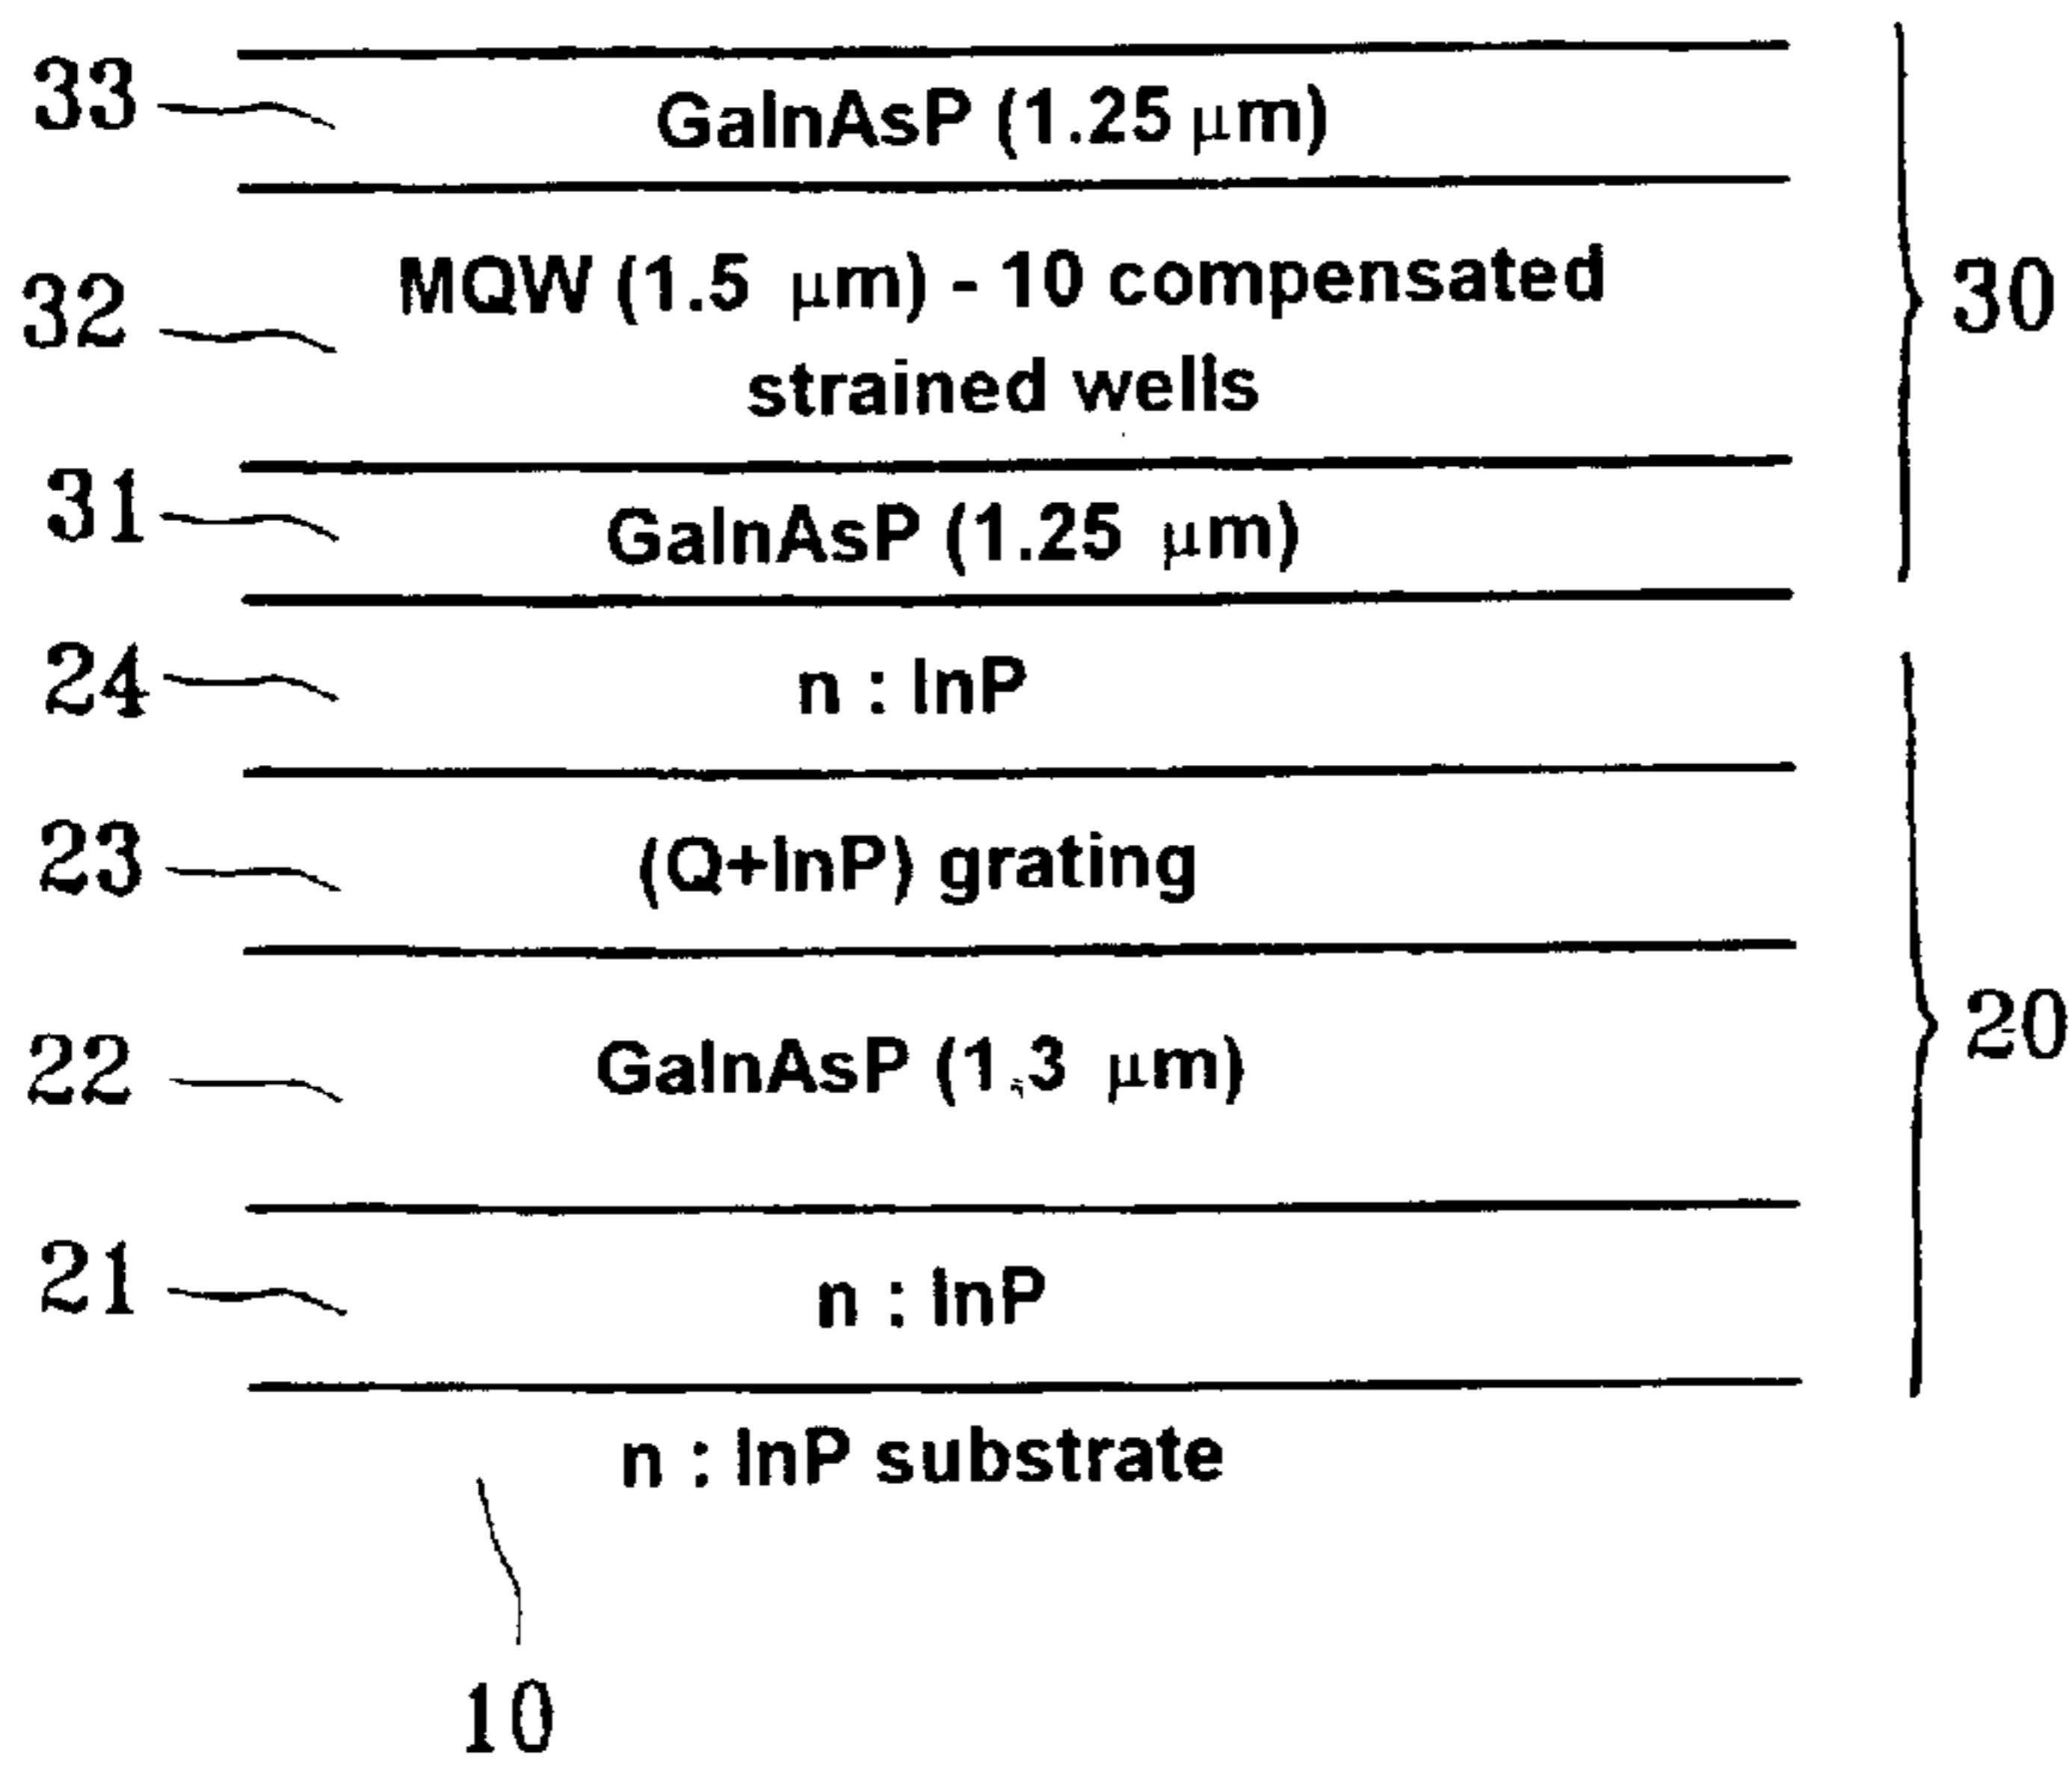 33
GaInAsP (1.25 μm)
32
MQW (1.5 μm) - 10 compensated
strained wells
30
31
GaInAsP (1.25 μm)
24
n : InP
23
(Q+InP) grating
22
GaInAsP (1.3 μm)
20
21
n : InP
n : InP substrate
10